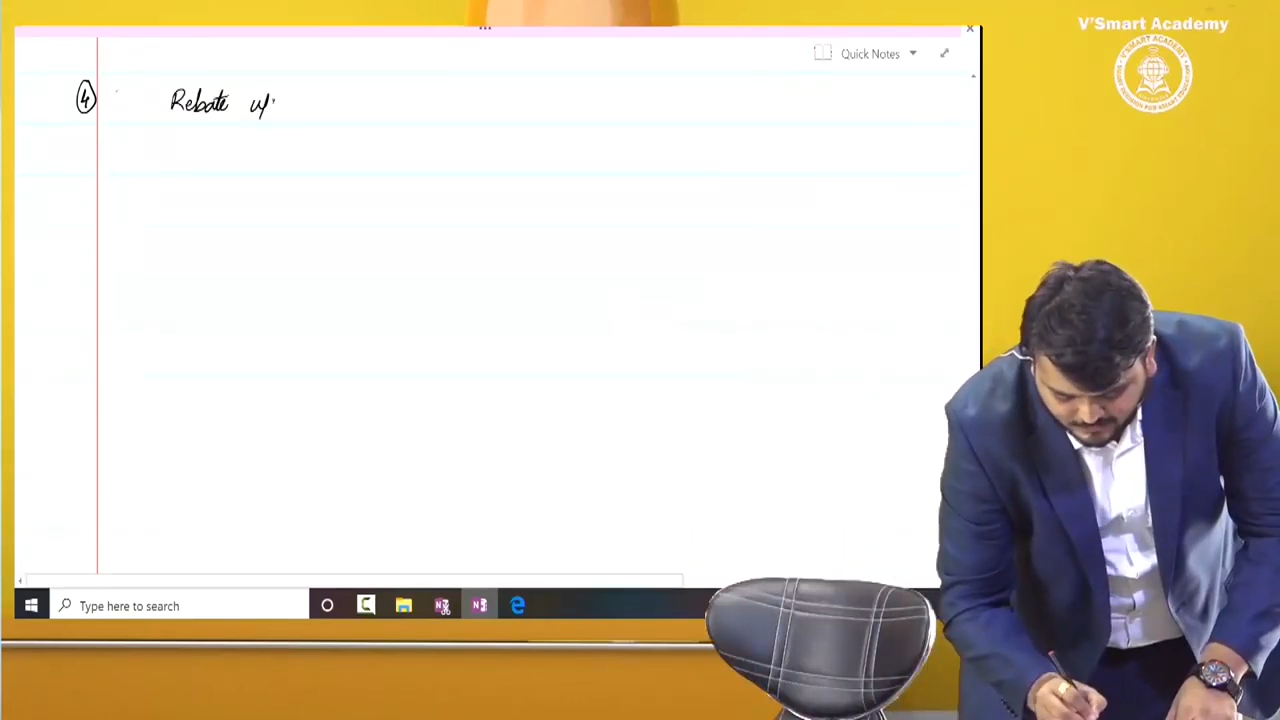 V'Smart Academy
Quick Notes
4 Rebate u/
Type here to search